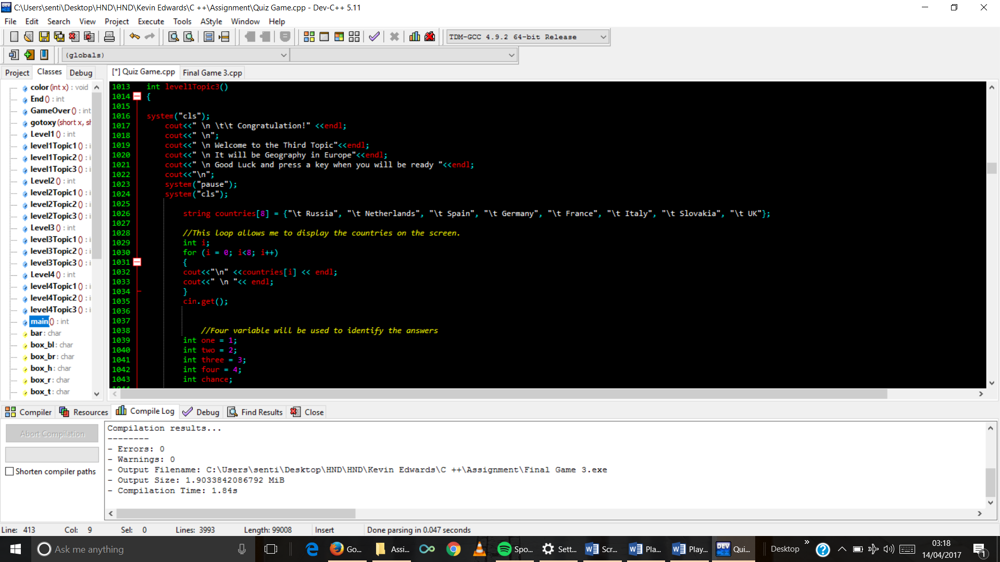 C:\Users\senti\Desktop\HND\HND\Kevin Edwards\C ++\Assignment\Quiz Game.cpp - Dev-C++ 5.11
File Edit Search View Project Execute Tools AStyle Window Help
TDM-GCC 4.9.2 64-bit Release
(globals)
Project Classes Debug
[*] Quiz Game.cpp Final Game 3.cpp
color (int x) : void
End () : int
GameOver () : int
gotoxy (short x, sh
Level1 () : int
level1Topic1 () : i
level1Topic2 () : i
level1Topic3 () : i
Level2 () : int
level2Topic1 () : i
level2Topic2 () : i
level2Topic3 () : i
Level3 () : int
level3Topic1 () : i
level3Topic2 () : i
level3Topic3 () : i
Level4 () : int
level4Topic1 () : i
level4Topic2 () : i
level4Topic3 () : i
main () : int
bar : char
box_bl : char
box_br : char
box_h : char
box_r : char
box_t : char
1013 int level1Topic3()
1014 {
1015
1016 system("cls");
1017 cout<<" \n \t\t Congratulation!" <<endl;
1018 cout<<" \n";
1019 cout<<" \n Welcome to the Third Topic"<<endl;
1020 cout<<" \n It will be Geography in Europe"<<endl;
1021 cout<<" \n Good Luck and press a key when you will be ready "<<endl;
1022 cout<<"\n";
1023 system("pause");
1024 system("cls");
1025
1026 string countries[8] = {"\t Russia", "\t Netherlands", "\t Spain", "\t Germany", "\t France", "\t Italy", "\t Slovakia", "\t UK"};
1027
1028 //This loop allows me to display the countries on the screen.
1029 int i;
1030 for (i = 0; i<8; i++)
1031 {
1032 cout<<"\n" <<countries[i] << endl;
1033 cout<<" \n "<< endl;
1034 }
1035 cin.get();
1036
1037
1038 //Four variable will be used to identify the answers
1039 int one = 1;
1040 int two = 2;
1041 int three = 3;
1042 int four = 4;
1043 int chance;
1044
Compiler Resources Compile Log Debug Find Results Close
Abort Compilation
Shorten compiler paths
Compilation results...
--------
- Errors: 0
- Warnings: 0
- Output Filename: C:\Users\senti\Desktop\HND\HND\Kevin Edwards\C ++\Assignment\Final Game 3.exe
- Output Size: 1.9033842086792 MiB
- Compilation Time: 1.84s
Line: 413 Col: 9 Sel: 0 Lines: 3993 Length: 99008 Insert Done parsing in 0.047 seconds
Ask me anything
Go... Assi... Spo... Sett... Scr... Pla... Play... DEV Qui... Desktop
03:18
14/04/2017
1